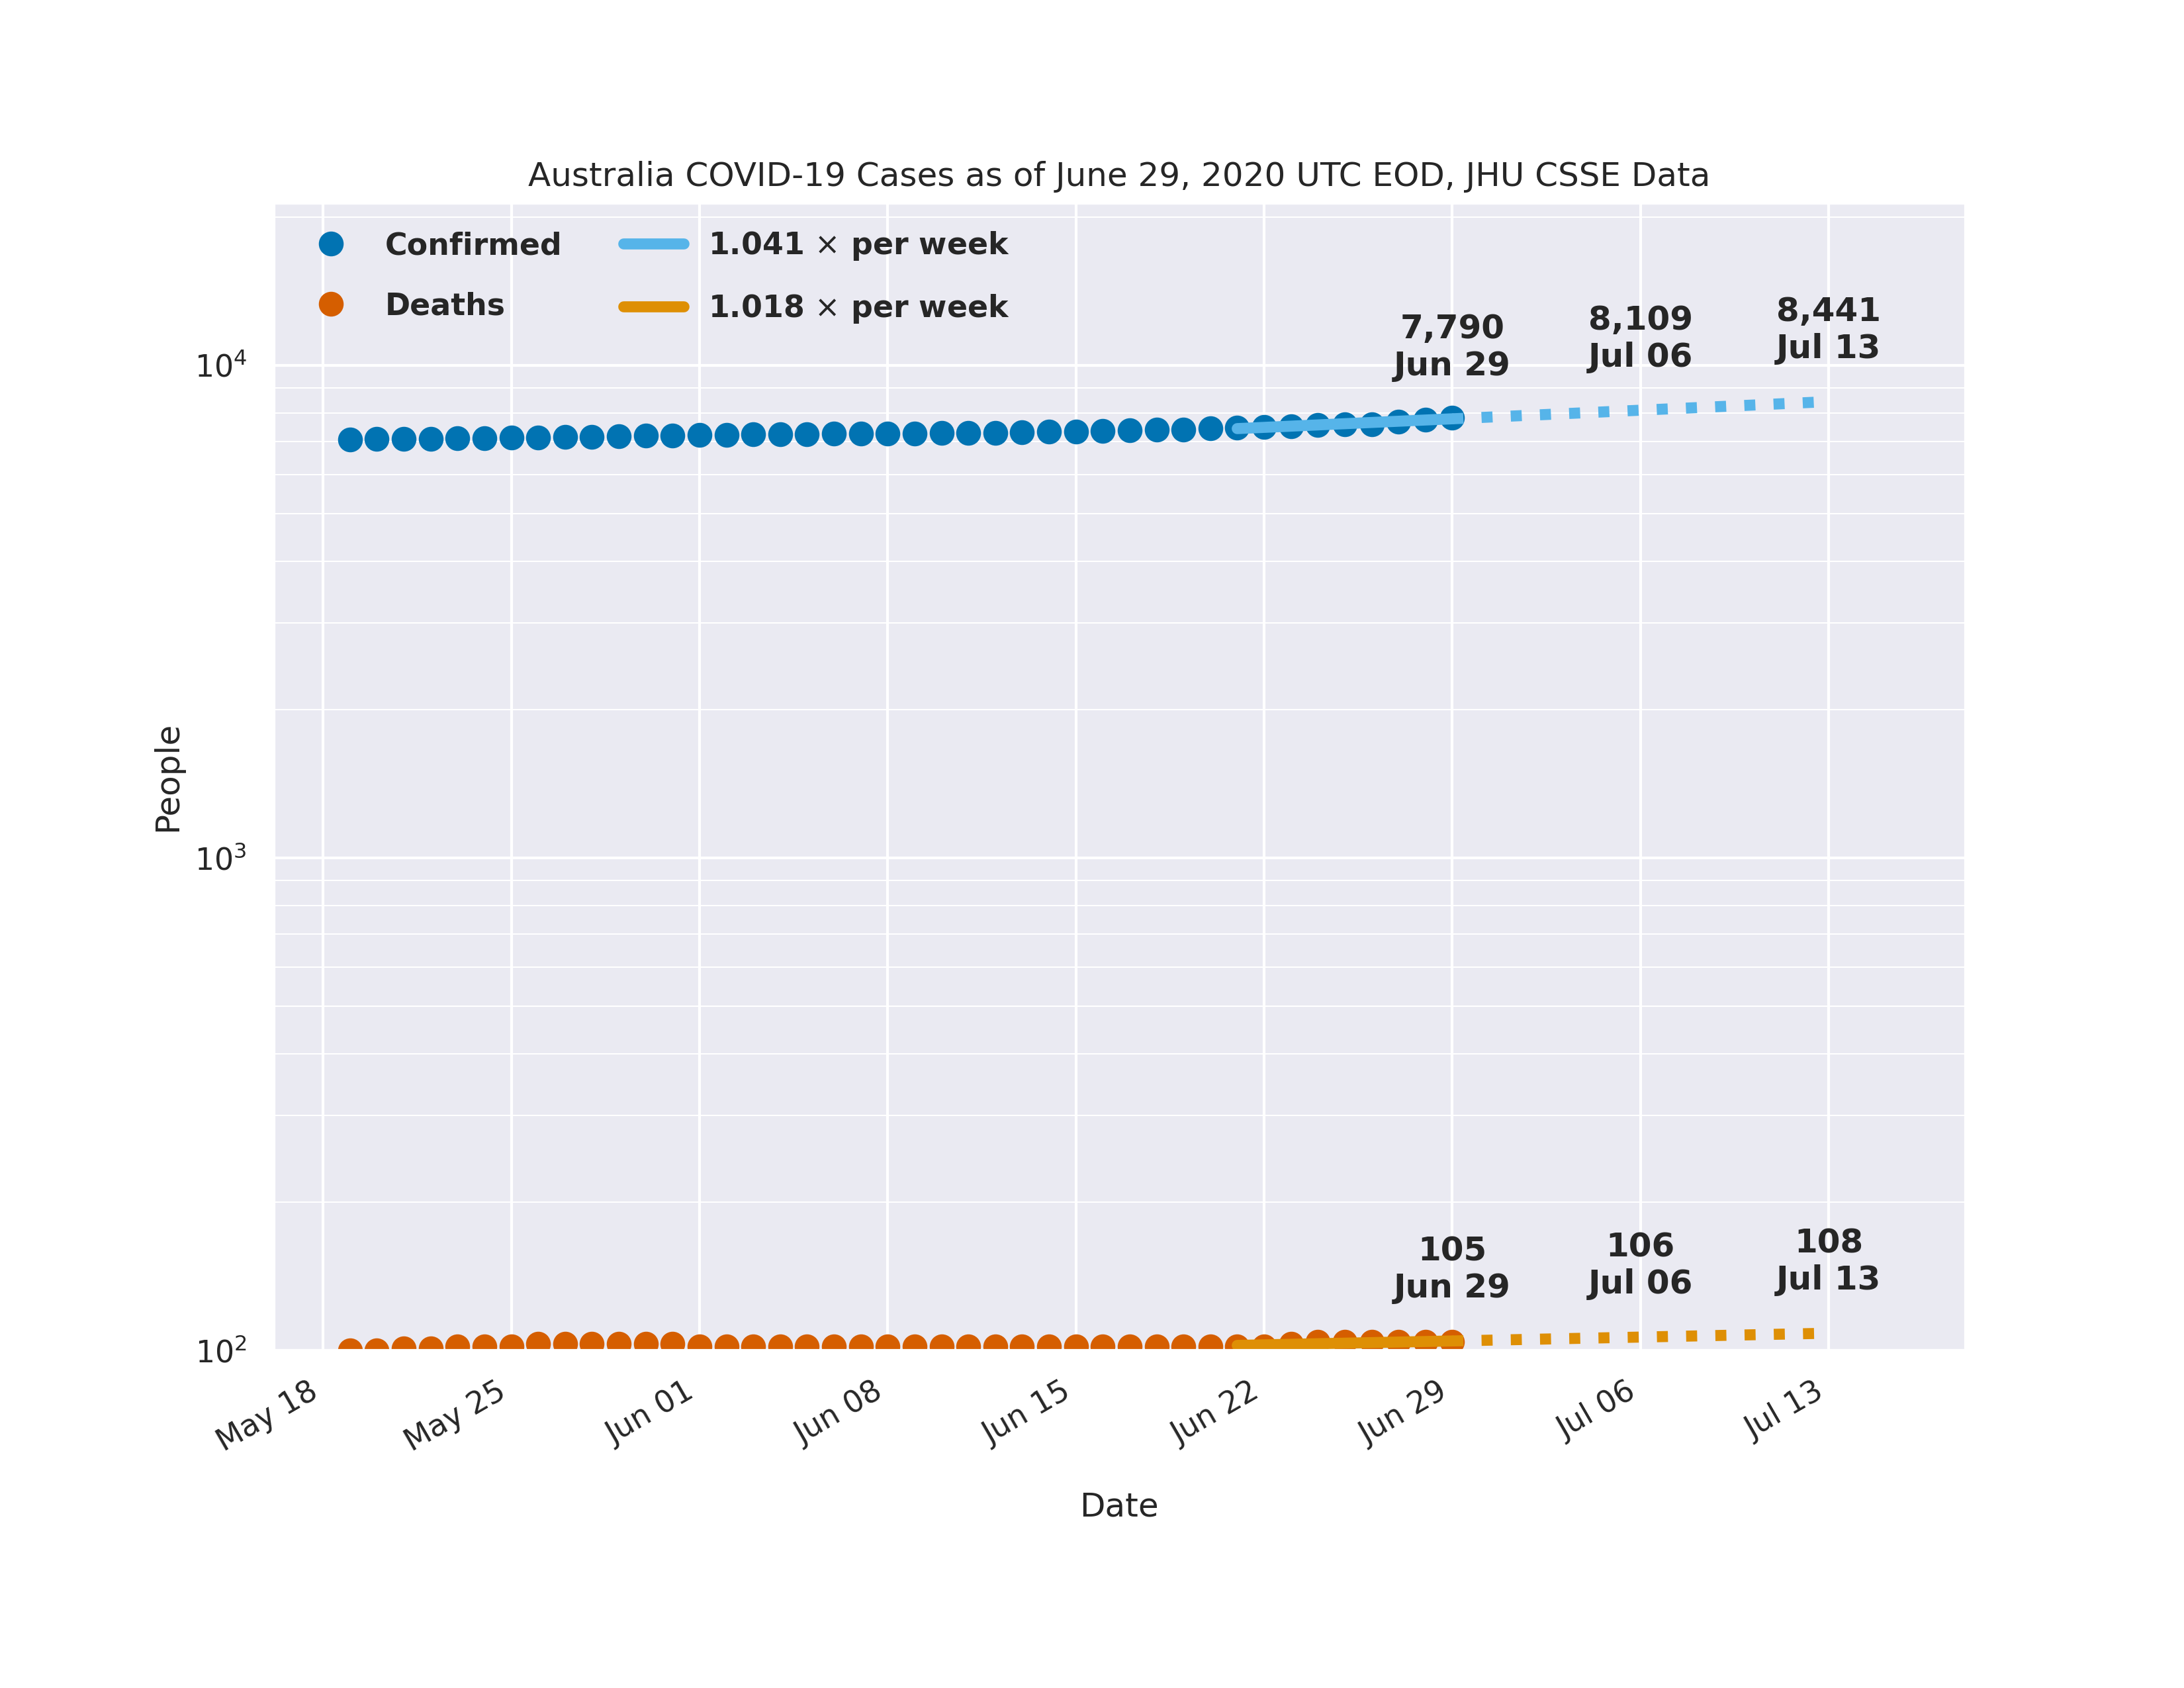 Australia COVID-19 Cases as of June 29, 2020 UTC EOD, JHU CSSE Data
Confirmed
Deaths
1.041 × per week
1.018 × per week
7,790
Jun 29
8,109
Jul 06
8,441
Jul 13
10⁴
People
10³
105
Jun 29
106
Jul 06
108
Jul 13
10²
May 18
May 25
Jun 01
Jun 08
Jun 15
Jun 22
Jun 29
Jul 06
Jul 13
Date